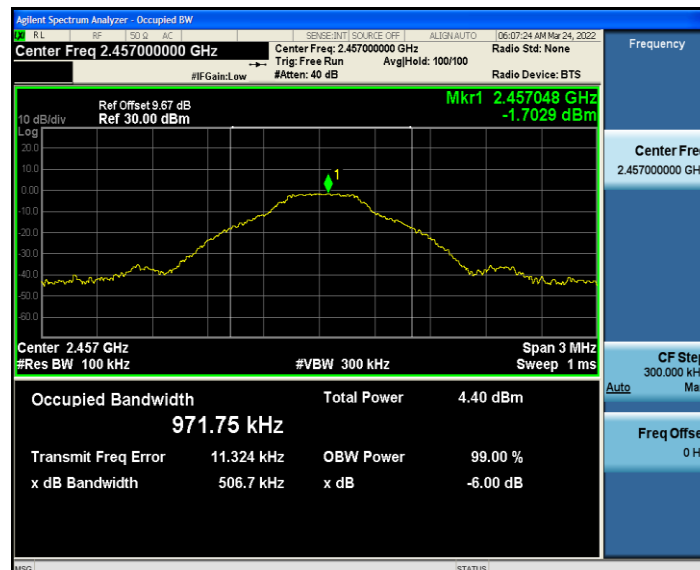 Agilent Spectrum Analyzer - Occupied BW
RL RF 50 Ω AC SENSE:INT SOURCE OFF ALIGNAUTO 06:07:24 AM Mar 24, 2022
Center Freq 2.457000000 GHz
Center Freq: 2.457000000 GHz
Radio Std: None
Trig: Free Run Avg|Hold: 100/100
#IFGain:Low
#Atten: 40 dB
Radio Device: BTS
Frequency
Mkr1 2.457048 GHz
-1.7029 dBm
Ref Offset 9.67 dB
10 dB/div Ref 30.00 dBm
Log
20.0
10.0
0.00
-10.0
-20.0
-30.0
-40.0
-50.0
-60.0
1
Center 2.457 GHz
Span 3 MHz
#Res BW 100 kHz
#VBW 300 kHz
Sweep 1 ms
Occupied Bandwidth
971.75 kHz
Total Power 4.40 dBm
Transmit Freq Error 11.324 kHz OBW Power 99.00 %
x dB Bandwidth 506.7 kHz x dB -6.00 dB
Center Fre
2.457000000 GH
CF Ste
300.000 kH
Auto Ma
Freq Offse
0 H
MSG
STATUS